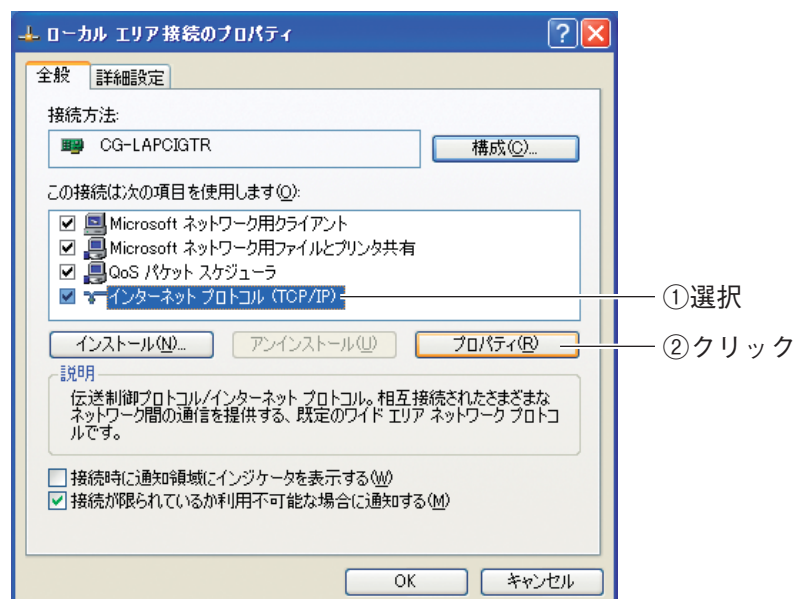 ローカル エリア接続のプロパティ
全般 詳細設定
接続方法:
CG-LAPCIGTR 構成(C)...
この接続は次の項目を使用します(O):
Microsoft ネットワーク用クライアント
Microsoft ネットワーク用ファイルとプリンタ共有
QoS パケット スケジューラ
インターネット プロトコル (TCP/IP) ①選択
インストール(N)... アンインストール(U) プロパティ(R) ②クリック
説明
伝送制御プロトコル/インターネット プロトコル。相互接続されたさまざまな
ネットワーク間の通信を提供する、既定のワイド エリア ネットワーク プロトコ
ルです。
接続時に通知領域にインジケータを表示する(W)
接続が限られているか利用不可能な場合に通知する(M)
OK キャンセル